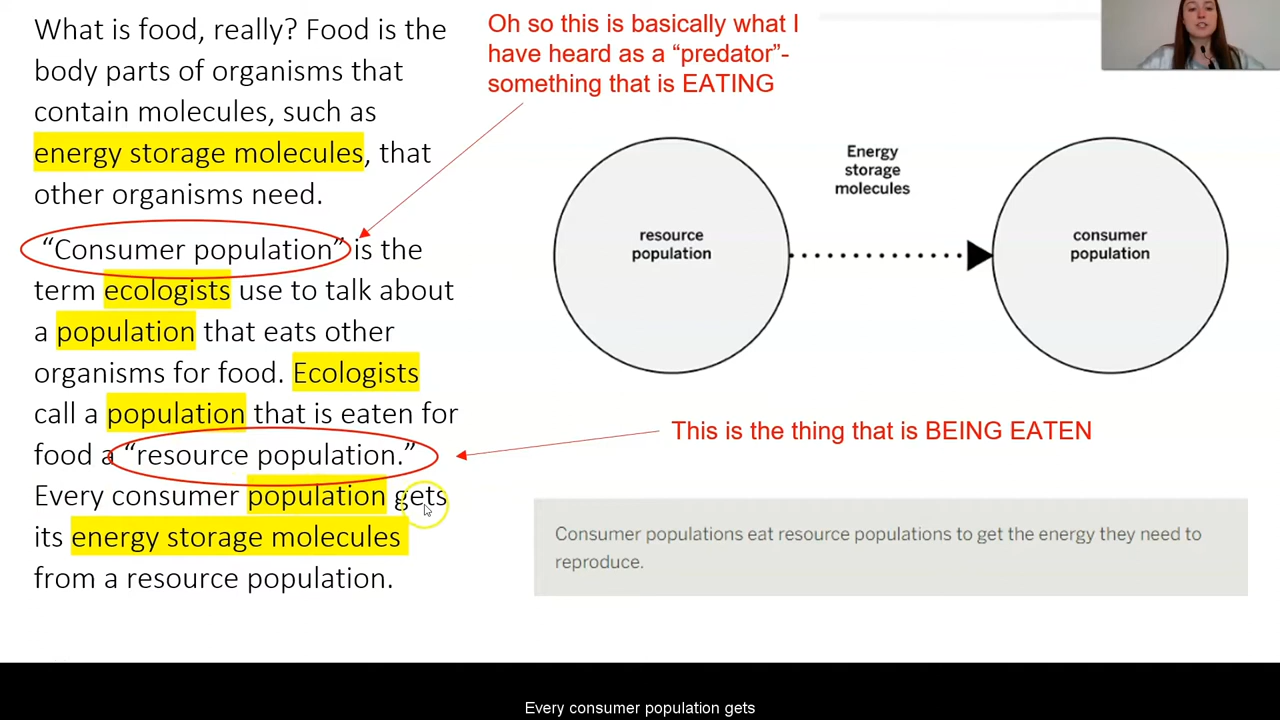 What is food, really? Food is the
body parts of organisms that
contain molecules, such as
energy storage molecules, that
other organisms need.
“Consumer population” is the
term ecologists use to talk about
a population that eats other
organisms for food. Ecologists
call a population that is eaten for
food a “resource population.”
Every consumer population gets
its energy storage molecules
from a resource population.
Oh so this is basically what I
have heard as a “predator”-
something that is EATING
Energy
storage
molecules
resource
population
consumer
population
This is the thing that is BEING EATEN
Consumer populations eat resource populations to get the energy they need to
reproduce.
Every consumer population gets